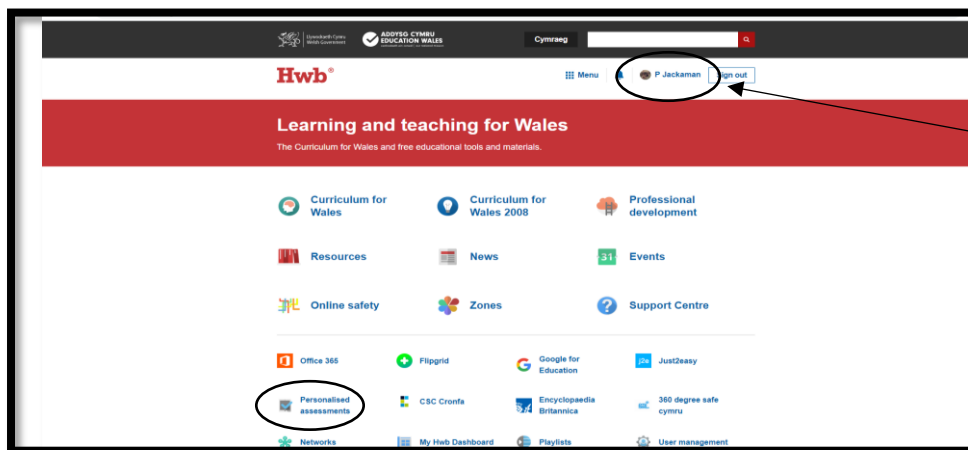 Llywodraeth Cymru
Welsh Government
ADDYSG CYMRU
EDUCATION WALES
Cymraeg
Hwb®
Menu
P Jackaman
Sign out
Learning and teaching for Wales
The Curriculum for Wales and free educational tools and materials.
Curriculum for
Wales
Curriculum for
Wales 2008
Professional
development
Resources
News
31
Events
Online safety
Zones
Support Centre
Office 365
Flipgrid
Google for
Education
j2e
Just2easy
Personalised
assessments
CSC Cronfa
Encyclopaedia
Britannica
360 degree safe
cymru
Networks
My Hwb Dashboard
Playlists
User management